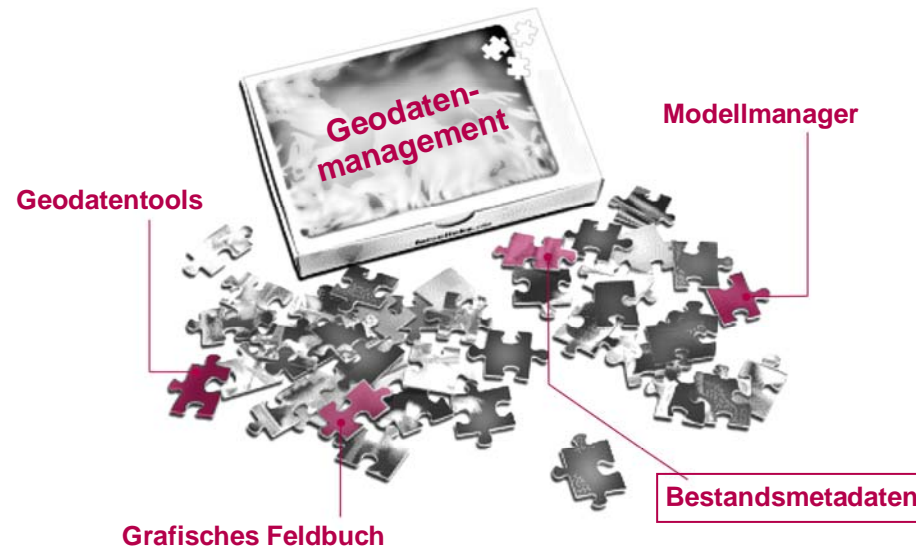 Geodaten-
management
Modellmanager
Geodatentools
Bestandsmetadaten
Grafisches Feldbuch